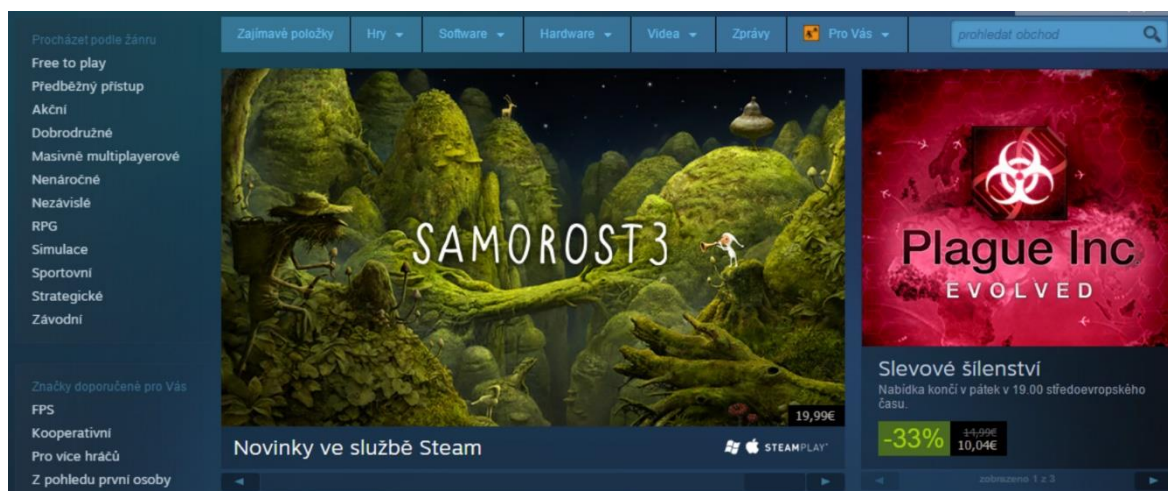 Procházet podle žánru
Free to play
Předběžný přístup
Akční
Dobrodružné
Masivně multiplayerové
Nenáročné
Nezávislé
RPG
Simulace
Sportovní
Strategické
Závodní
Značky doporučené pro Vás
FPS
Kooperativní
Pro více hráčů
Z pohledu první osoby
Zajímavé položky
Hry
Software
Hardware
Videa
Zprávy
Pro Vás
prohledat obchod
SAMOROST3
19,99€
Novinky ve službě Steam
STEAMPLAY
Plague Inc
EVOLVED
Slevové šílenství
Nabídka končí v pátek v 19.00 středoevropského
času.
-33%
14,99€
10,04€
zobrazeno 1 z 3